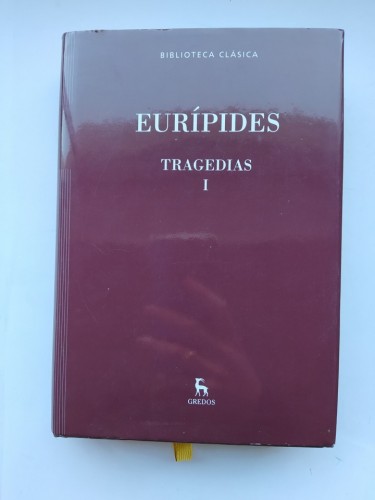 BIBLIOTECA CLÁSICA
EURÍPIDES
TRAGEDIAS
I
GREDOS